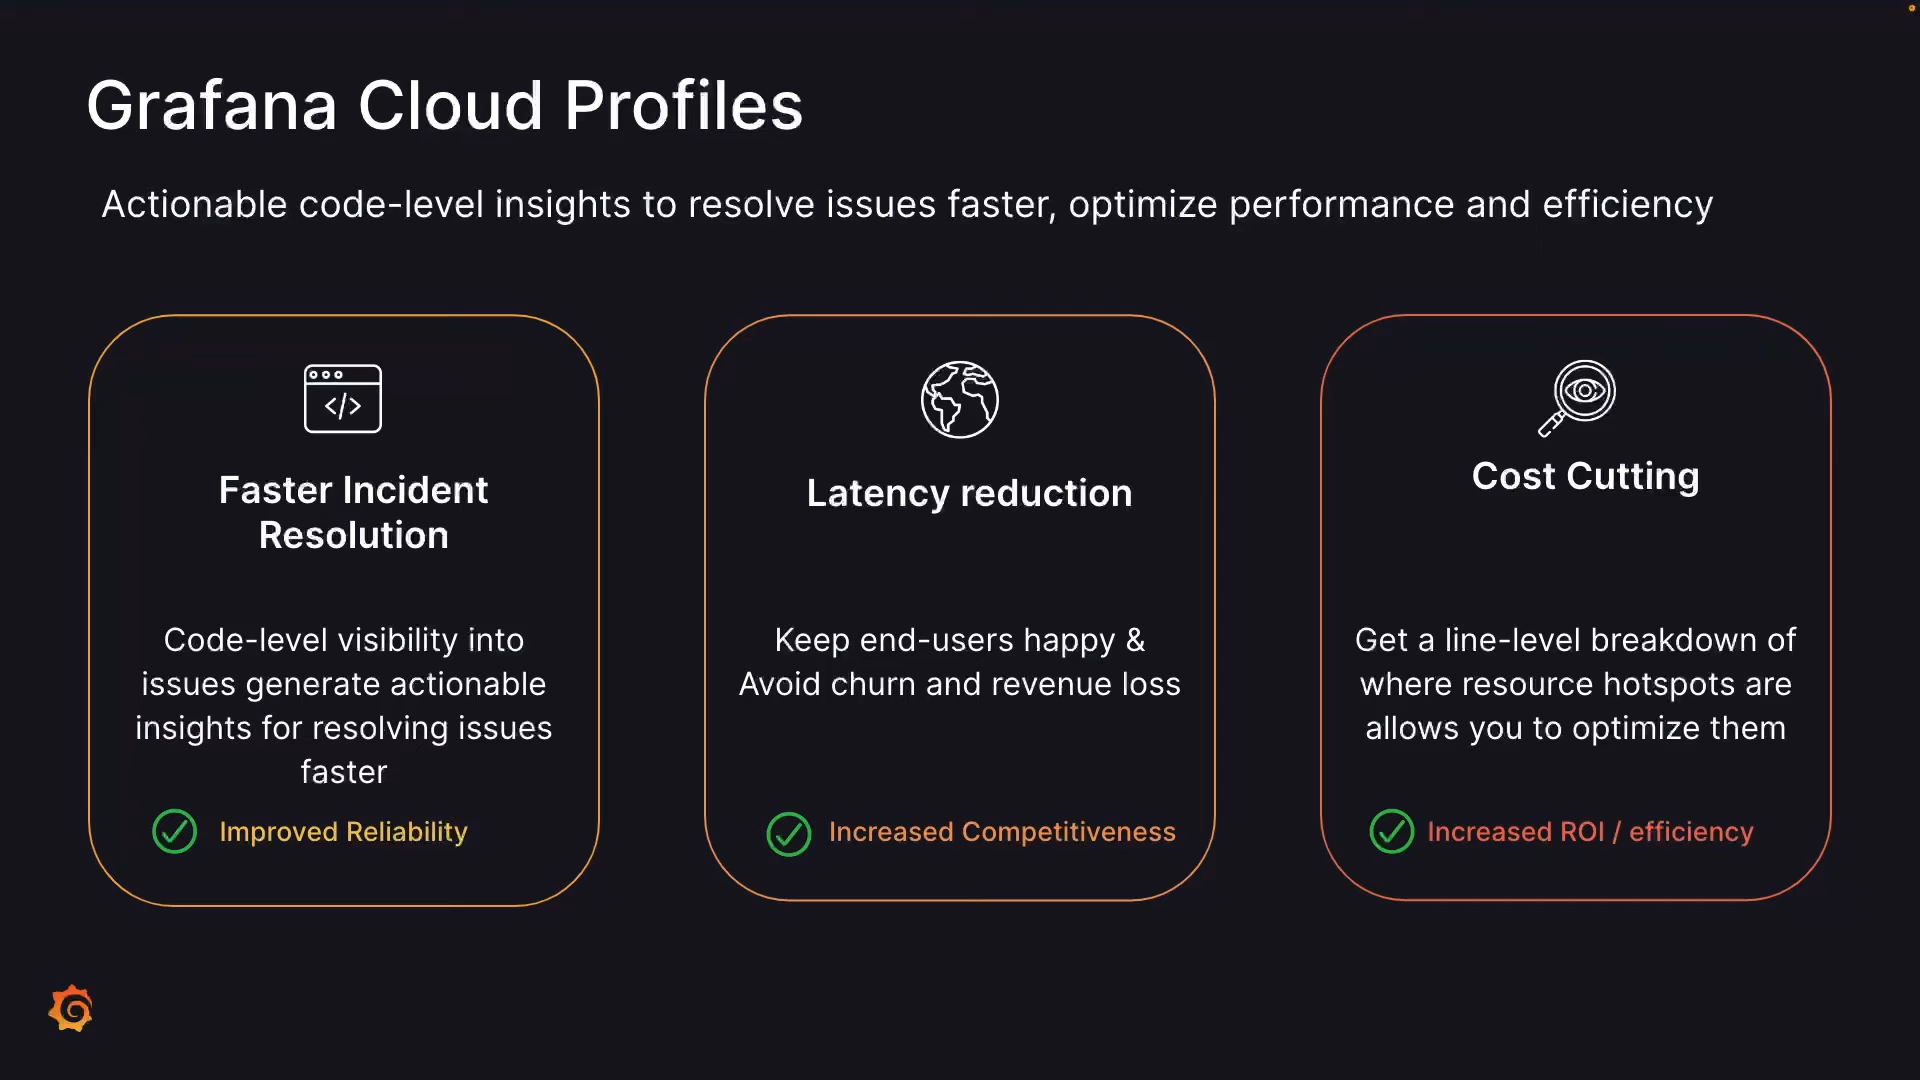 Grafana Cloud Profiles
Actionable code-level insights to resolve issues faster, optimize performance and efficiency
</>
Faster Incident
Resolution
Code-level visibility into
issues generate actionable
insights for resolving issues
faster
Improved Reliability
Latency reduction
Keep end-users happy &
Avoid churn and revenue loss
Increased Competitiveness
Cost Cutting
Get a line-level breakdown of
where resource hotspots are
allows you to optimize them
Increased ROI / efficiency